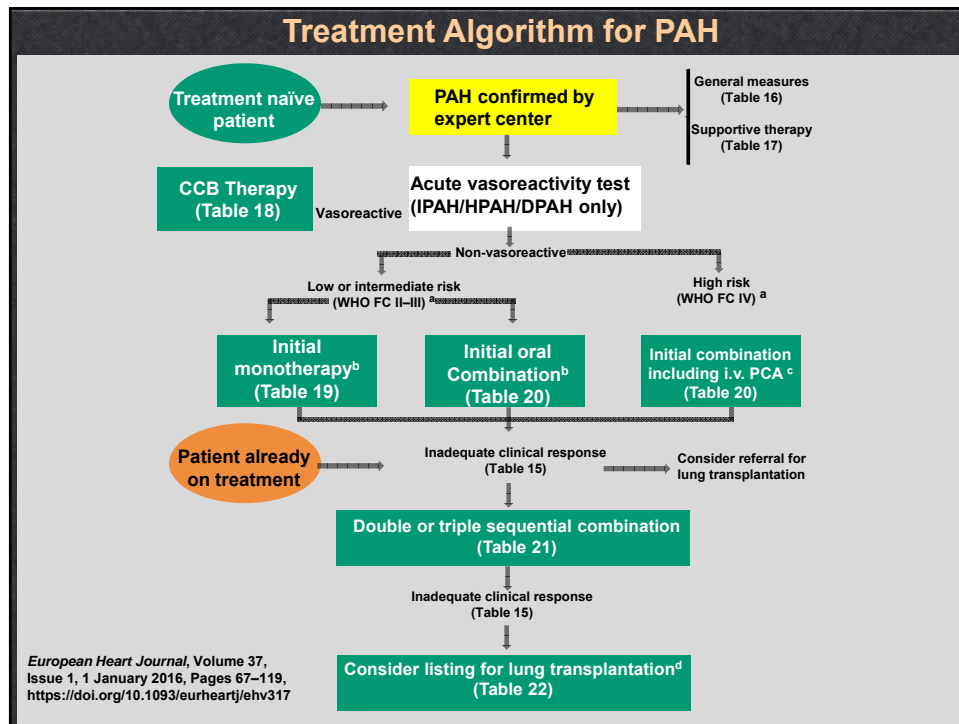 Treatment Algorithm for PAH
Treatment naïve
patient
PAH confirmed by
expert center
General measures
(Table 16)
Supportive therapy
(Table 17)
CCB Therapy
(Table 18)
Vasoreactive
Acute vasoreactivity test
(IPAH/HPAH/DPAH only)
Non-vasoreactive
Low or intermediate risk
(WHO FC II–III) a
High risk
(WHO FC IV) a
Initial
monotherapyb
(Table 19)
Initial oral
Combinationb
(Table 20)
Initial combination
including i.v. PCA c
(Table 20)
Patient already
on treatment
Inadequate clinical response
(Table 15)
Consider referral for
lung transplantation
Double or triple sequential combination
(Table 21)
Inadequate clinical response
(Table 15)
Consider listing for lung transplantationd
(Table 22)
European Heart Journal, Volume 37,
Issue 1, 1 January 2016, Pages 67–119,
https://doi.org/10.1093/eurheartj/ehv317